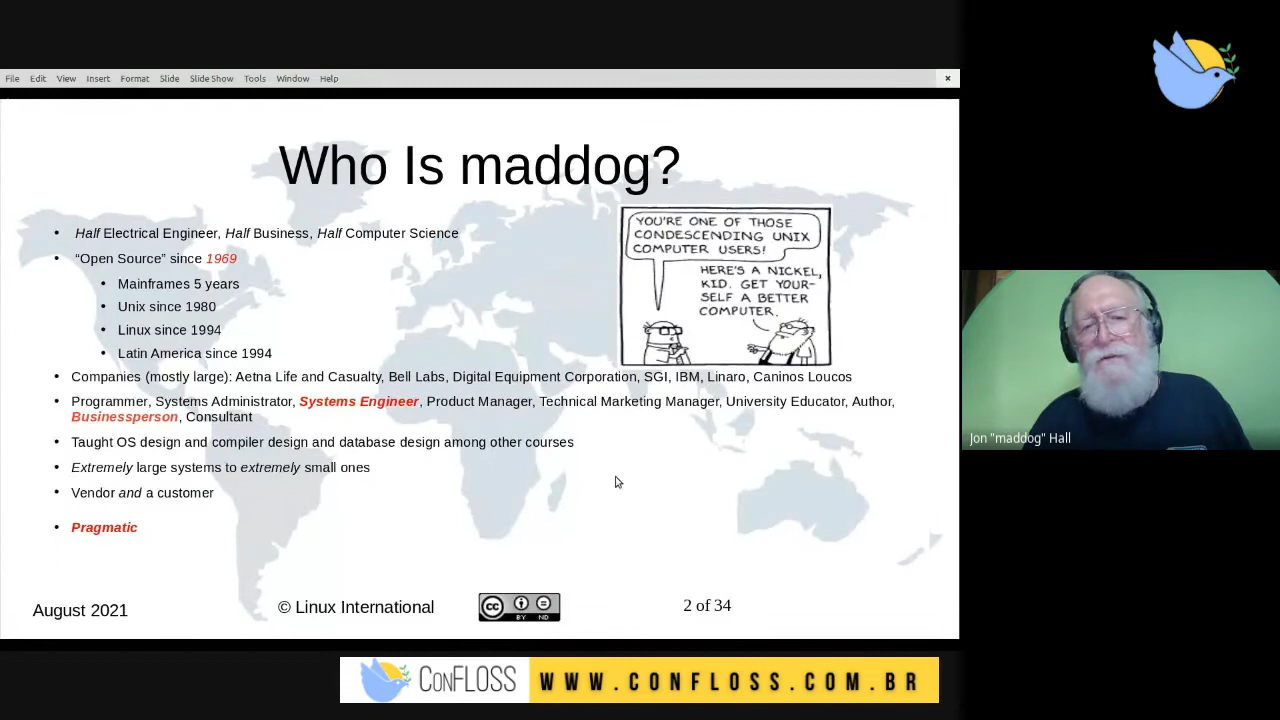 File Edit View Insert Format Slide Slide Show Tools Window Help
Who Is maddog?
Half Electrical Engineer, Half Business, Half Computer Science
“Open Source” since 1969
Mainframes 5 years
Unix since 1980
Linux since 1994
Latin America since 1994
YOU'RE ONE OF THOSE
CONDESCENDING UNIX
COMPUTER USERS!
HERE'S A NICKEL,
KID. GET YOUR-
SELF A BETTER
COMPUTER.
Companies (mostly large): Aetna Life and Casualty, Bell Labs, Digital Equipment Corporation, SGI, IBM, Linaro, Caninos Loucos
Programmer, Systems Administrator, Systems Engineer, Product Manager, Technical Marketing Manager, University Educator, Author,
Businessperson, Consultant
Taught OS design and compiler design and database design among other courses
Extremely large systems to extremely small ones
Vendor and a customer
Pragmatic
August 2021
© Linux International
cc
BY ND
2 of 34
Jon "maddog" Hall
CONFLOSS
WWW.CONFLOSS.COM.BR